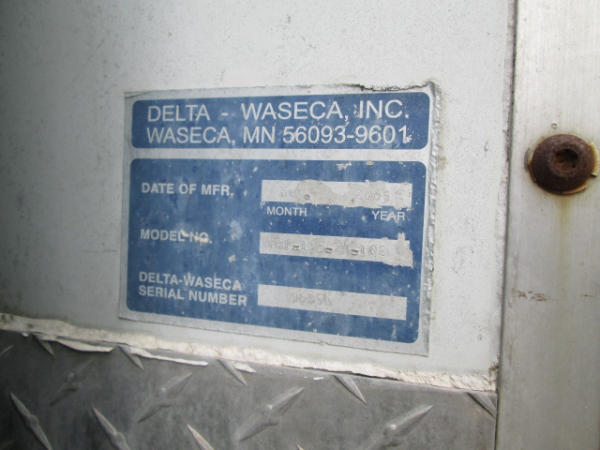 DELTA - WASECA, INC.
WASECA, MN 56093-9601
DATE OF MFR.
MONTH YEAR
MODEL NO.
DELTA-WASECA
SERIAL NUMBER